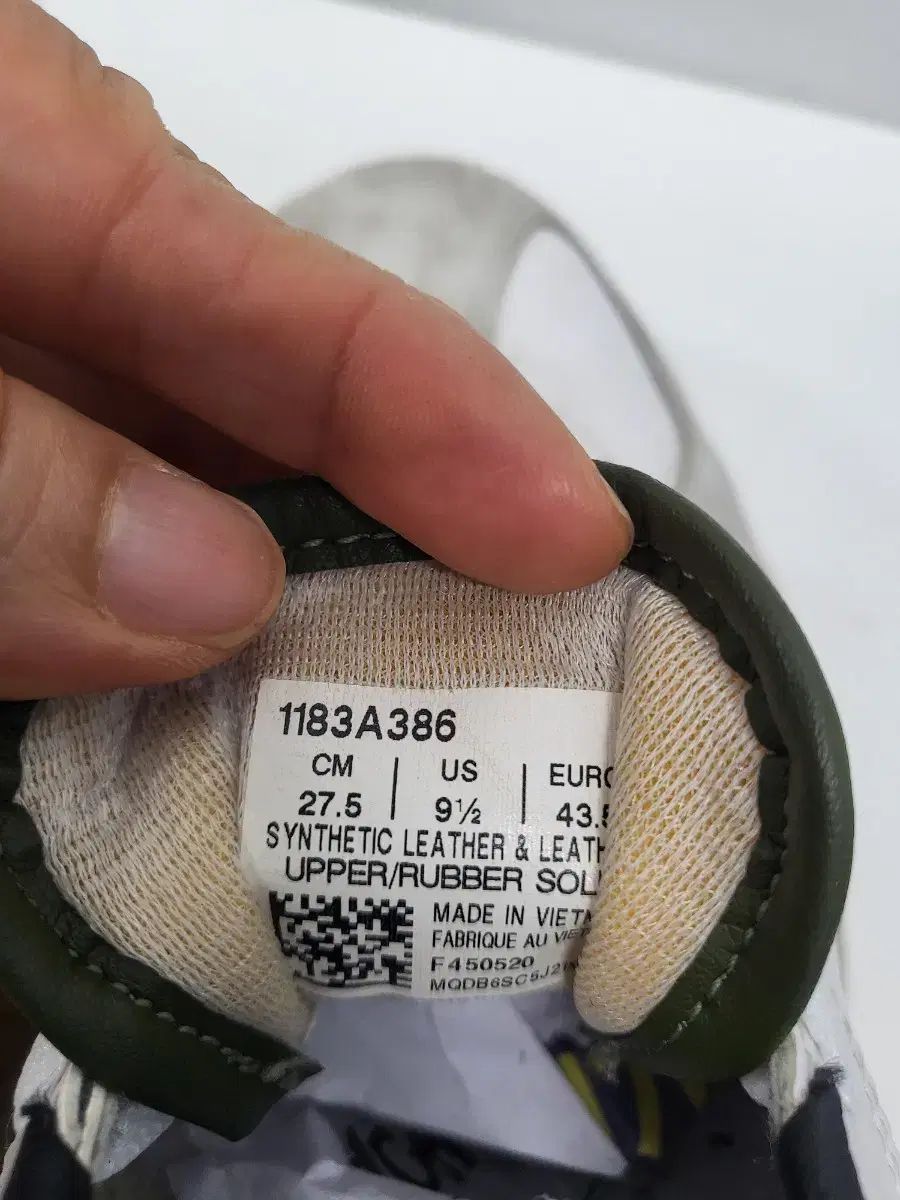 1183A386
CM | US | EURO
27.5 | 9½ | 43.5
SYNTHETIC LEATHER & LEATH
UPPER/RUBBER SOL
MADE IN VIETN
FABRIQUE AU VIET
F450520